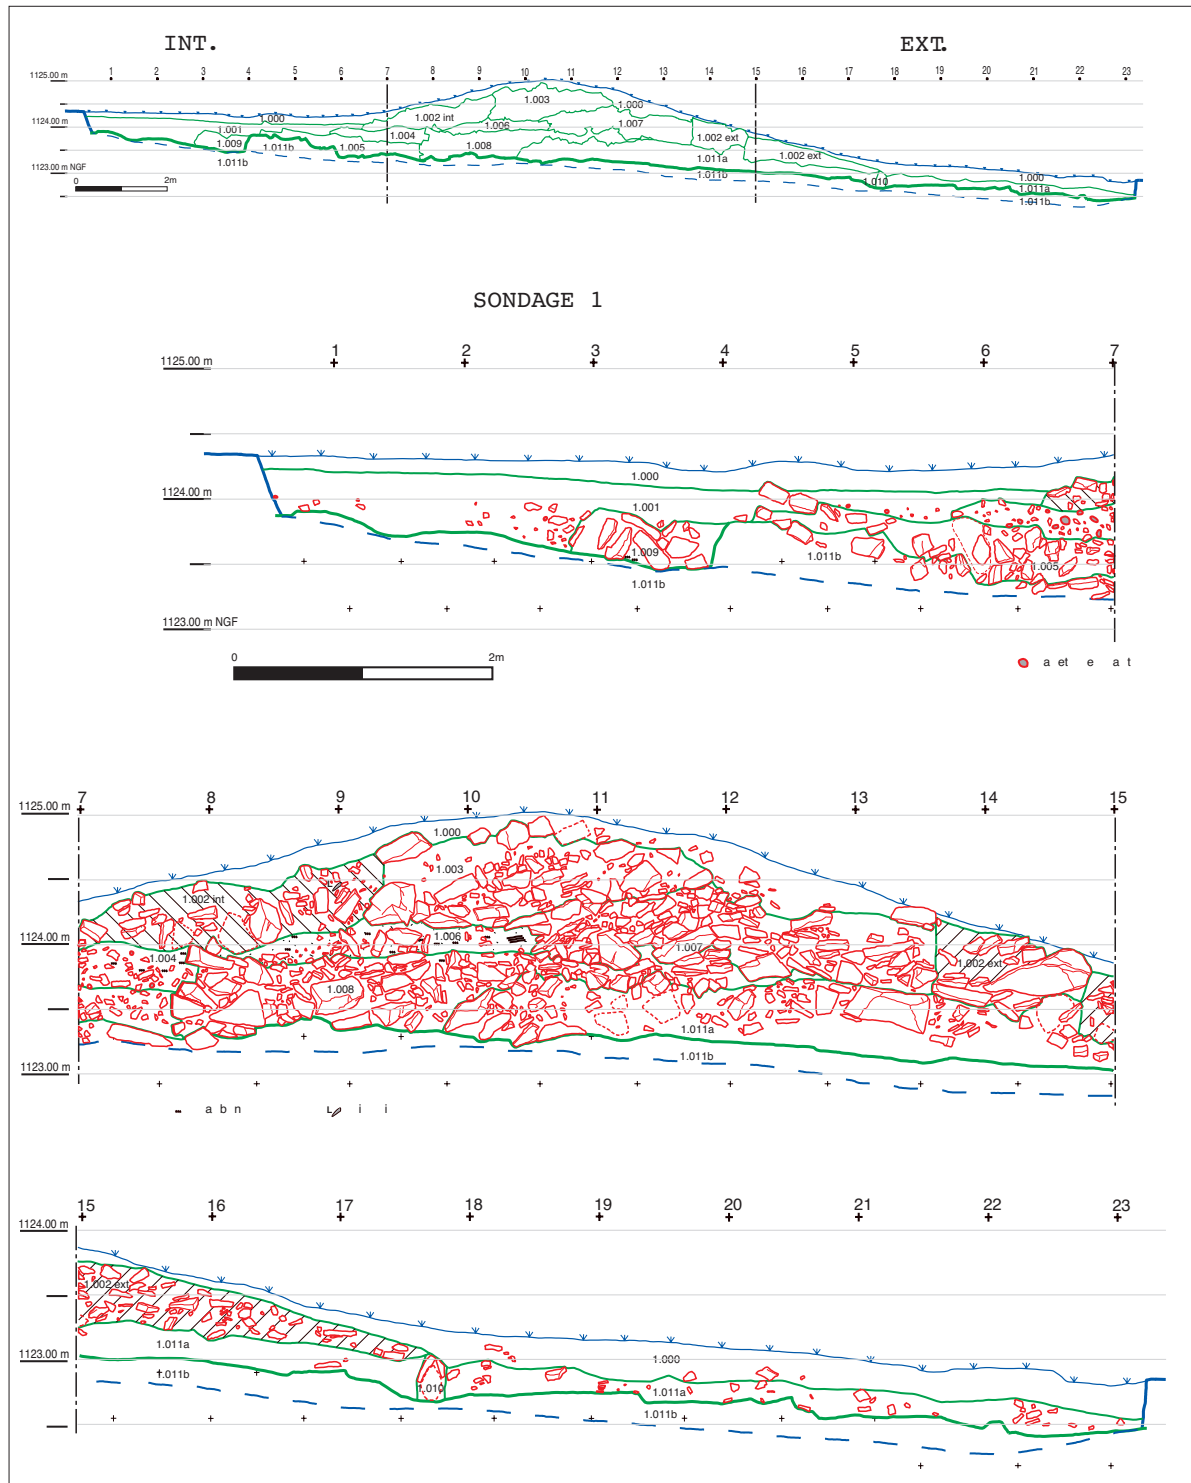 INT. EXT.
1 2 3 4 5 6 7 8 9 10 11 12 13 14 15 16 17 18 19 20 21 22 23
1125.00 m
1.003
1.000
1.002 int
1.000
1.006
1.007
1124.00 m
1.001
1.004
1.002 ext
1.009
1.011b
1.005
1.008
1.002 ext
1.011b
1.011a
1123.00 m NGF
1.011b
1.010
1.000
1.011a
1.011b
0 2m
SONDAGE 1
1 2 3 4 5 6 7
1125.00 m
1.000
1124.00 m
1.001
1.009
1.011b
1.005
1.011b
1123.00 m NGF
0 2m
a et e a t
7 8 9 10 11 12 13 14 15
1125.00 m
1.000
1.003
1.002 int
1124.00 m
1.006
1.007
1.004
1.002 ext
1.008
1.011a
1.011b
1123.00 m
a b n
i i
15 16 17 18 19 20 21 22 23
1124.00 m
1.002 ext
1.011a
1123.00 m
1.000
1.011b
1.010
1.011a
1.011b